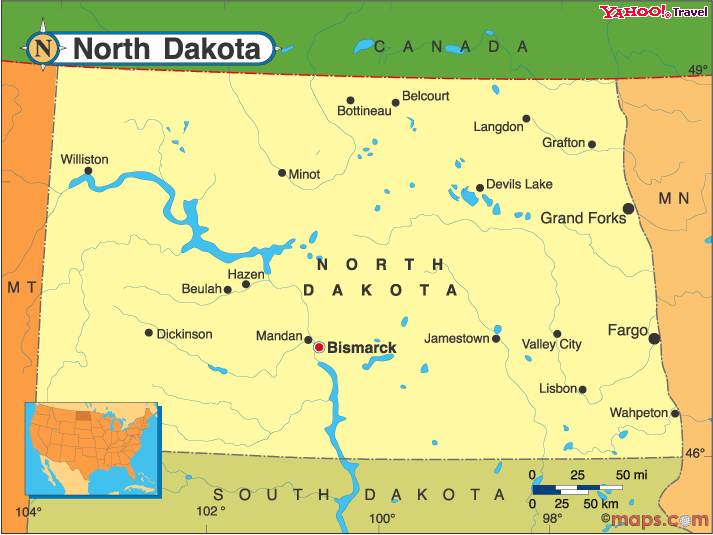 YAHOO! Travel
N North Dakota
CANADA
49°
Bottineau
Belcourt
Langdon
Grafton
Williston
Minot
Devils Lake
MN
Grand Forks
NORTH
DAKOTA
MT
Hazen
Beulah
Dickinson
Mandan
Bismarck
Jamestown
Valley City
Fargo
Lisbon
Wahpeton
46°
0 25 50 mi
0 25 50 km
SOUTH DAKOTA
104°
102°
100°
98°
©maps.com